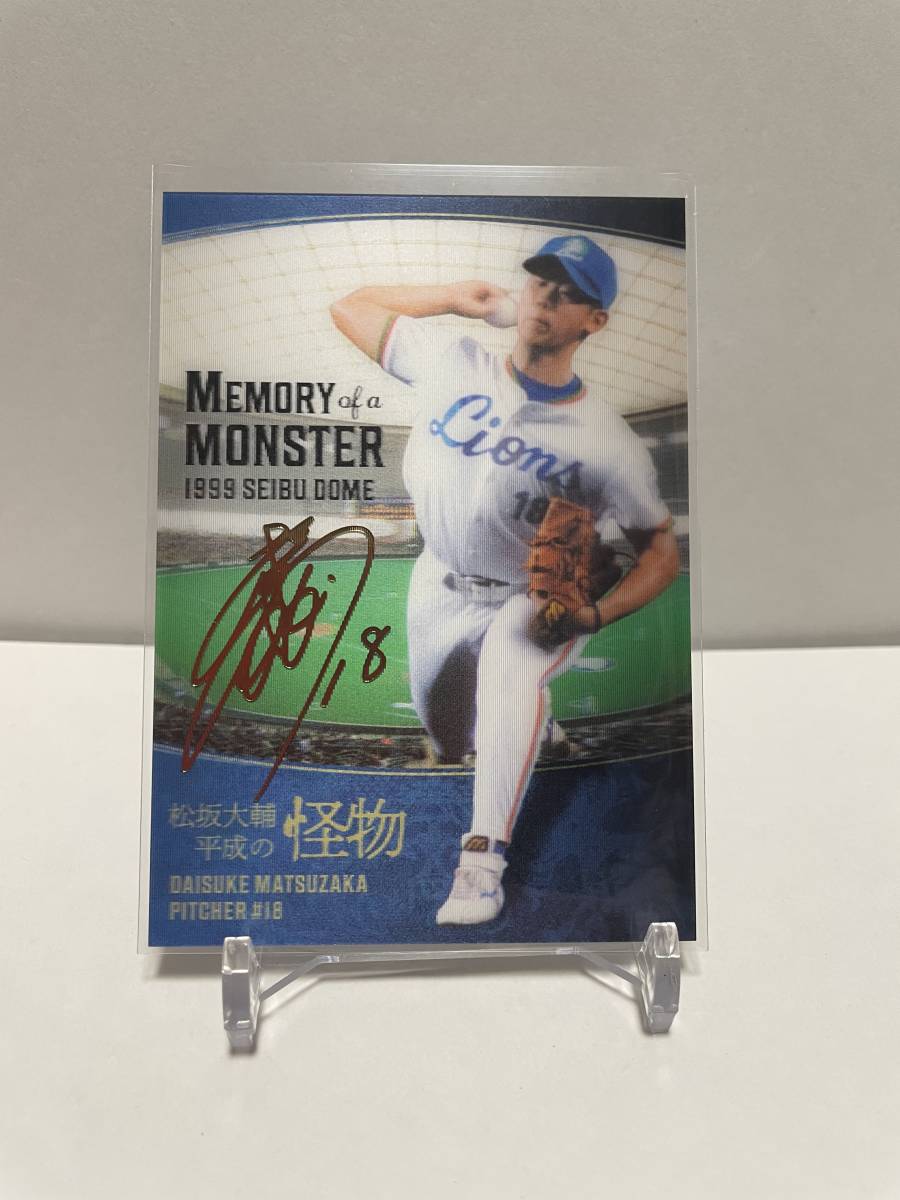 MEMORY of a
MONSTER
1999 SEIBU DOME
Lions
18
18
松坂大輔
平成の怪物
DAISUKE MATSUZAKA
PITCHER #18